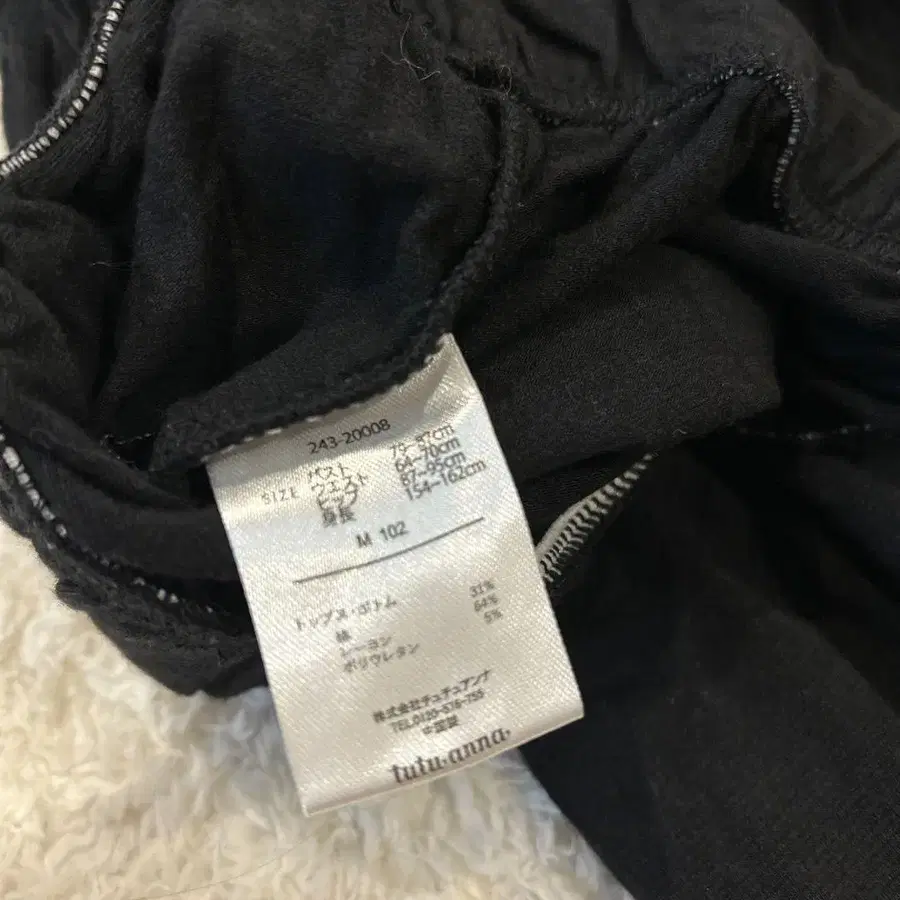 243-20008
SIZE バスト 79-87cm
ウエスト 64-70cm
ヒップ 87-95cm
身長 154-162cm
M 102
トップス・ボトム
綿 31%
レーヨン 64%
ポリウレタン 5%
株式会社チュチュアンナ
TEL.0120-576-755
中国製
tutu·anna·